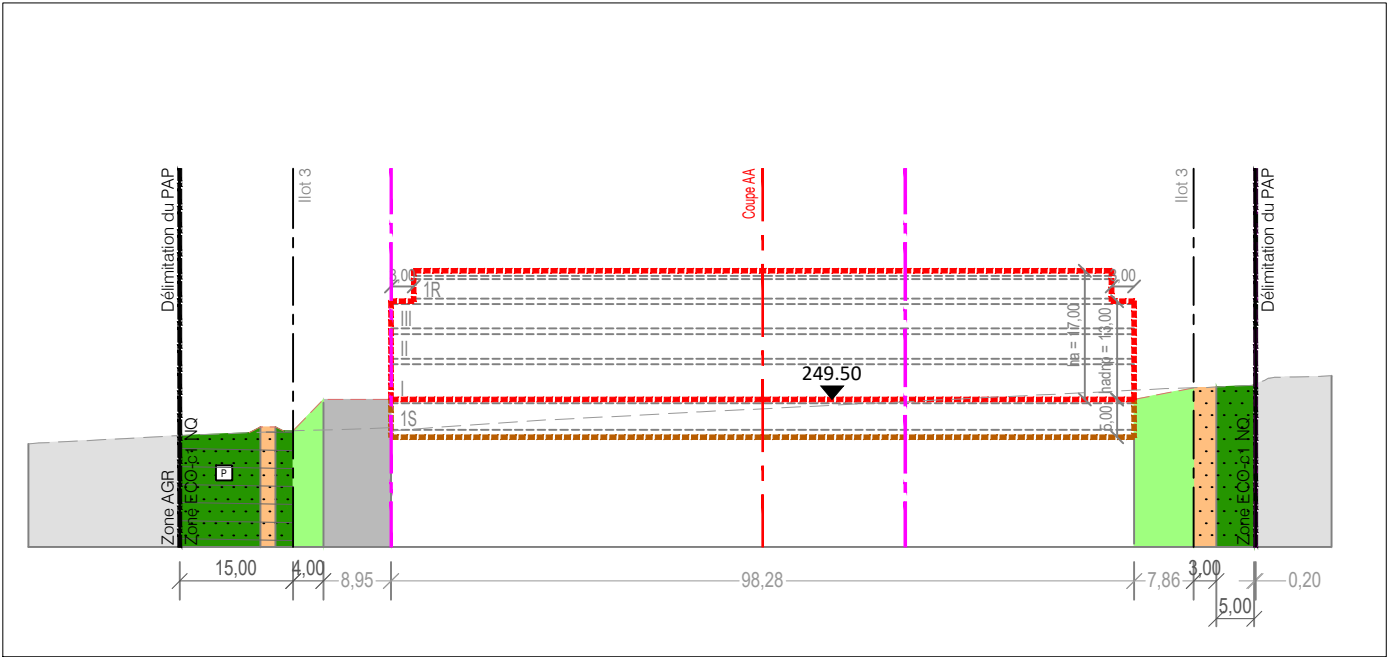 Délimitation du PAP
Ilot 3
Coupe AA
Ilot 3
Délimitation du PAP
3,00
3,00
1R
III
II
I
1S
249.50
ha = 17,00
hadnp = 13,00
5,00
P
Zone AGR
Zone ECO-c1 NQ
Zone ECO-c1 NQ
15,00
4,00
8,95
98,28
7,86
3,00
0,20
5,00